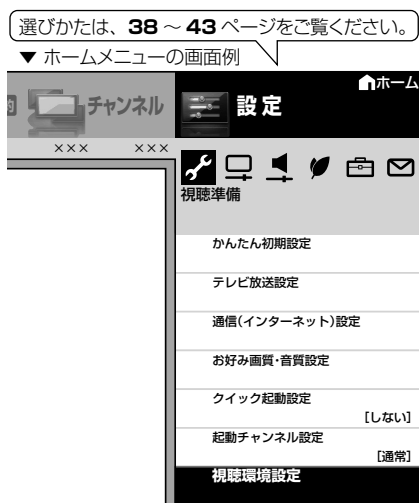 選びかたは、38 ~ 43 ページをご覧ください。
▼ ホームメニューの画面例
ホーム
チャンネル
設定
××× ×××
視聴準備
かんたん初期設定
テレビ放送設定
通信(インターネット)設定
お好み画質・音質設定
クイック起動設定
[しない]
起動チャンネル設定
[通常]
視聴環境設定